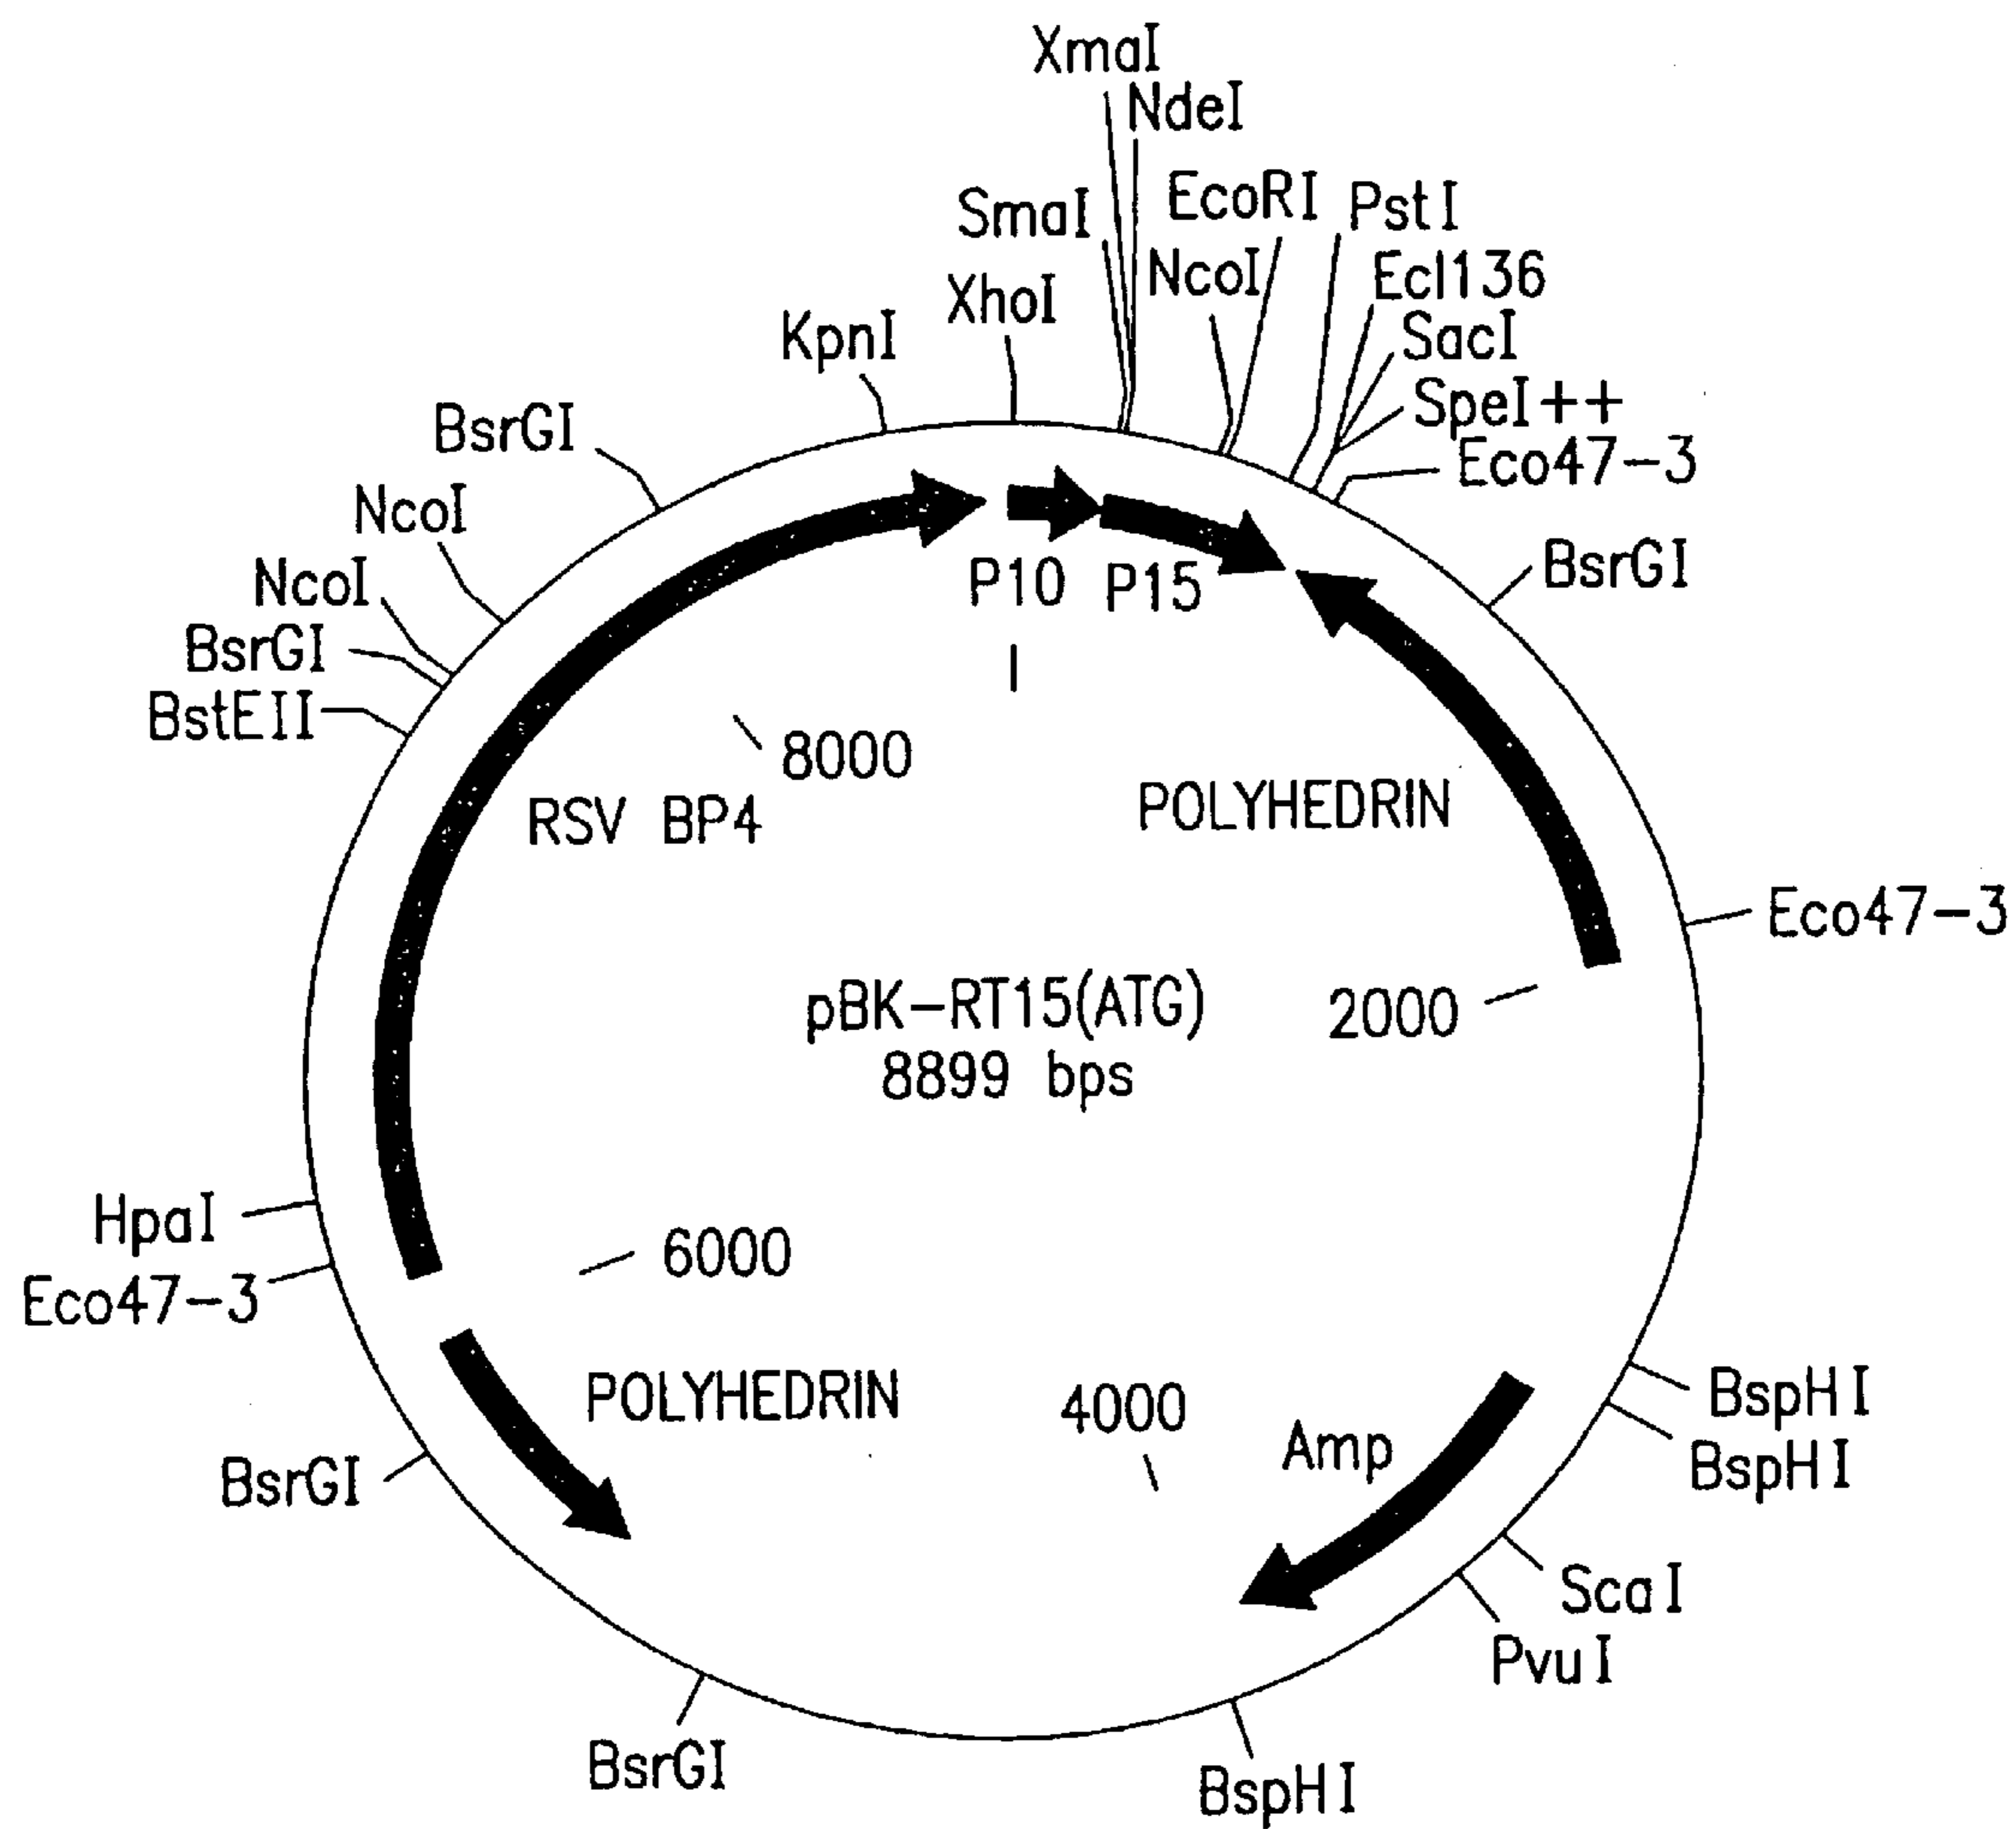 XmaI
NdeI
EcoRI
PstI
SmaI
NcoI
Ecl136
XhoI
SacI
KpnI
SpeI++
BsrGI
Eco47-3
NcoI
BsrGI
NcoI
P10
P15
BsrGI
BstEII
I
8000
POLYHEDRIN
RSV BP4
Eco47-3
pBK-RT15(ATG)
2000
8899 bps
HpaI
6000
Eco47-3
POLYHEDRIN
4000
BspHI
Amp
BspHI
BsrGI
ScaI
PvuI
BsrGI
BspHI